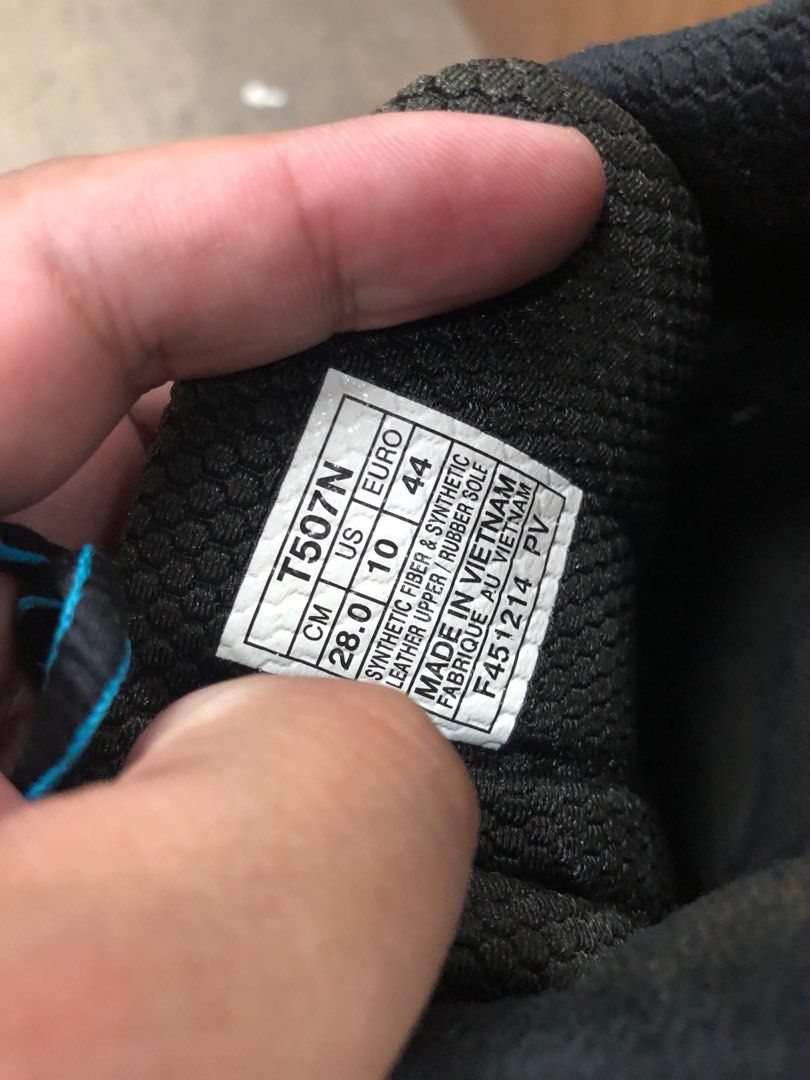 T507N
CM US EURO
28.0 10 44
SYNTHETIC FIBER & SYNTHETIC
LEATHER UPPER / RUBBER SOLE
MADE IN VIETNAM
FABRIQUE AU VIETNAM
F451214 PV